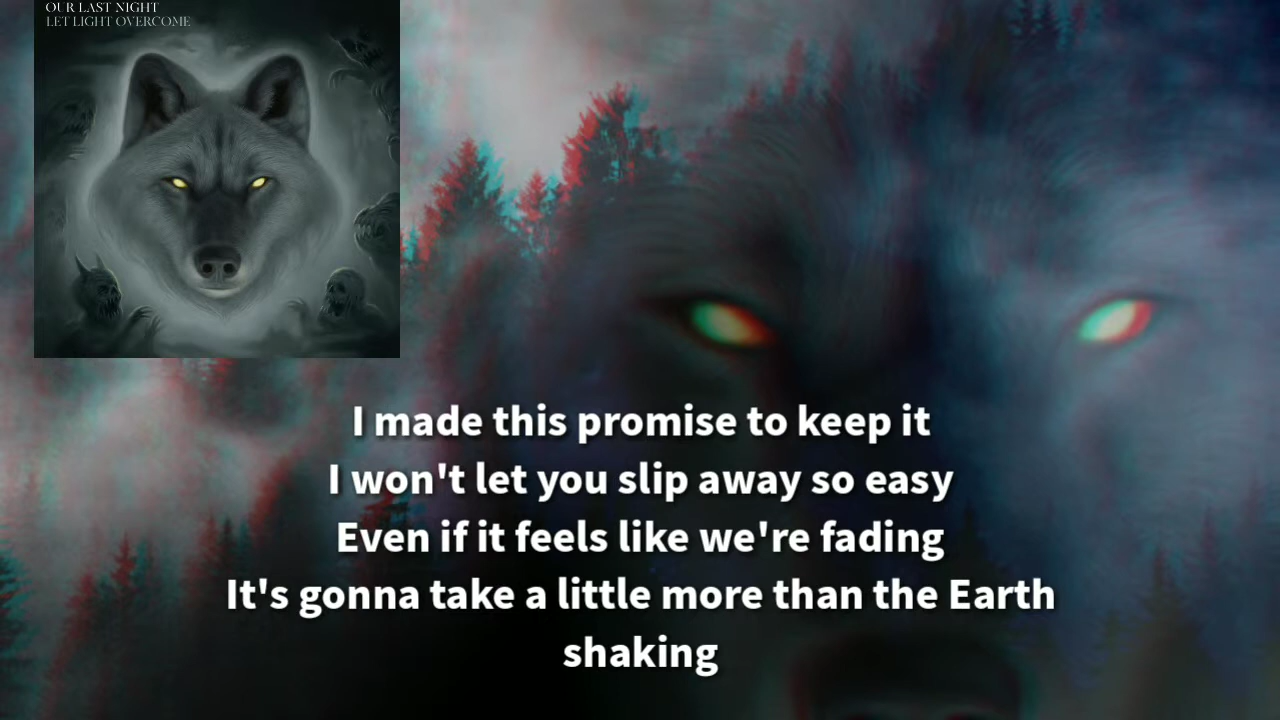 OUR LAST NIGHT
LET LIGHT OVERCOME
I made this promise to keep it
I won't let you slip away so easy
Even if it feels like we're fading
It's gonna take a little more than the Earth
shaking